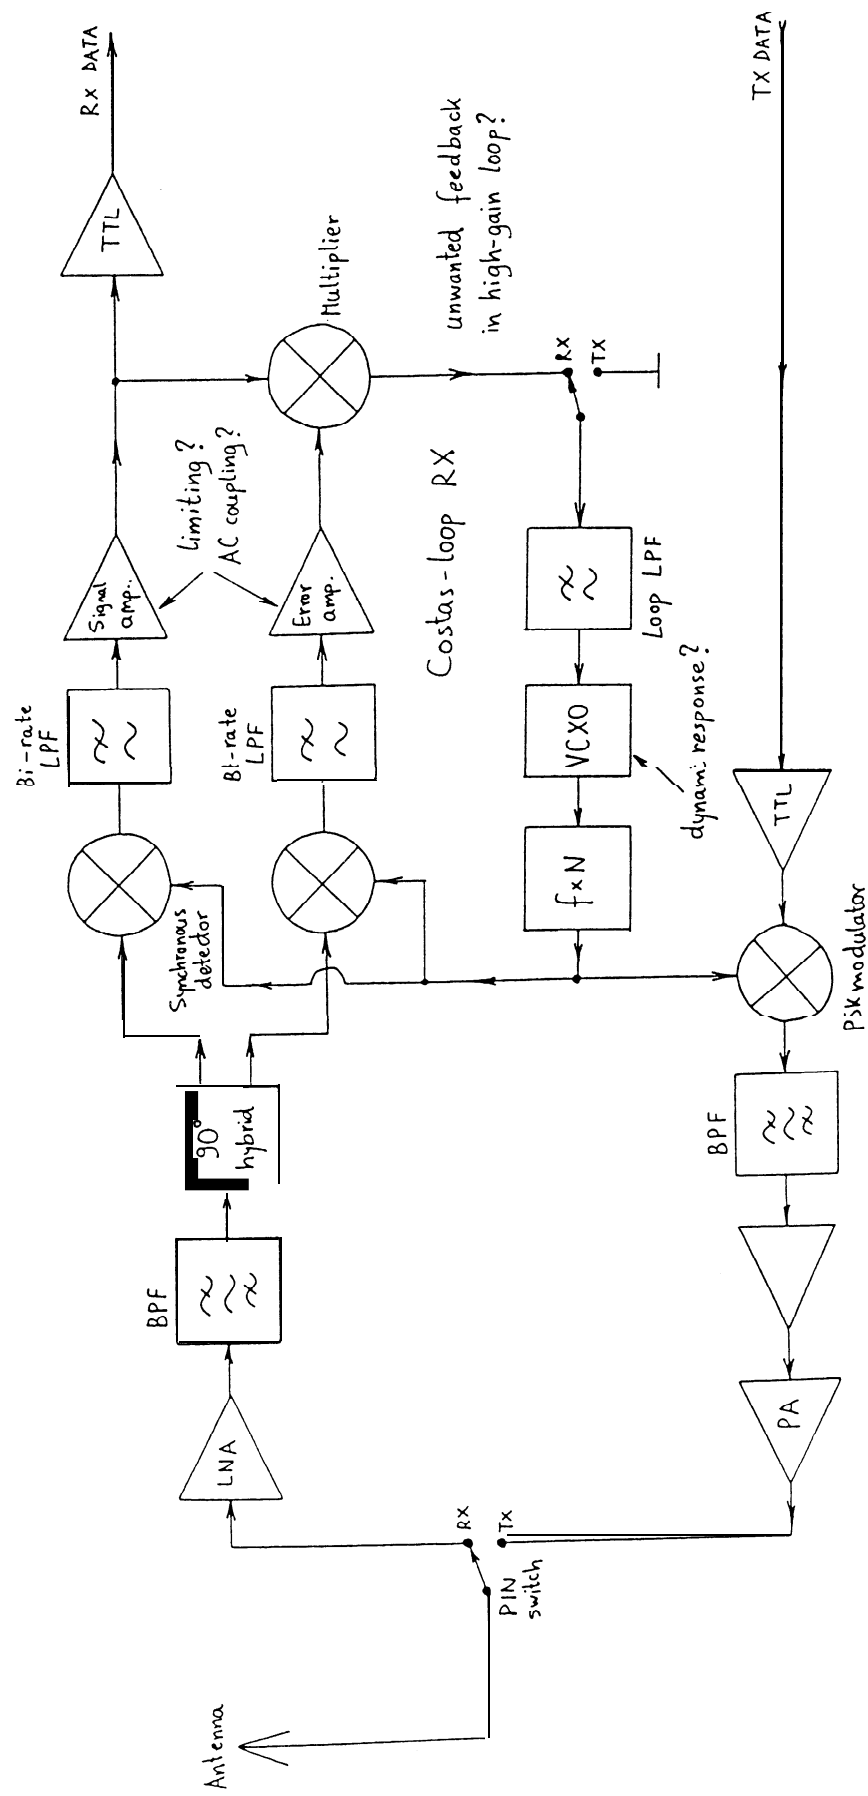 Antenna
PIN
switch
RX
TX
LNA
BPF
90°
hybrid
Synchronous
detector
Bi-rate
LPF
Bi-rate
LPF
Signal
amp.
Error
amp.
Limiting?
AC coupling?
TTL
RX DATA
Multiplier
Costas-loop RX
unwanted feedback
in high-gain loop?
RX
TX
Loop LPF
VCXO
dynami response?
fxN
PA
BPF
PSK modulator
TTL
TX DATA